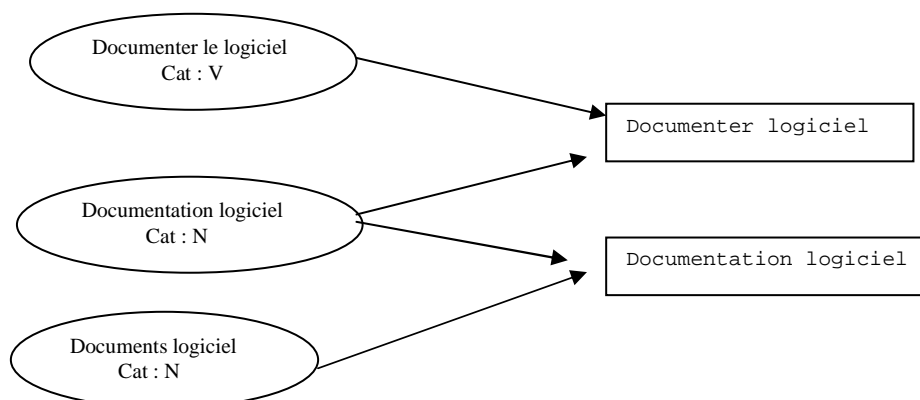 Documenter le logiciel
Cat : V
Documenter logiciel
Documentation logiciel
Cat : N
Documentation logiciel
Documents logiciel
Cat : N